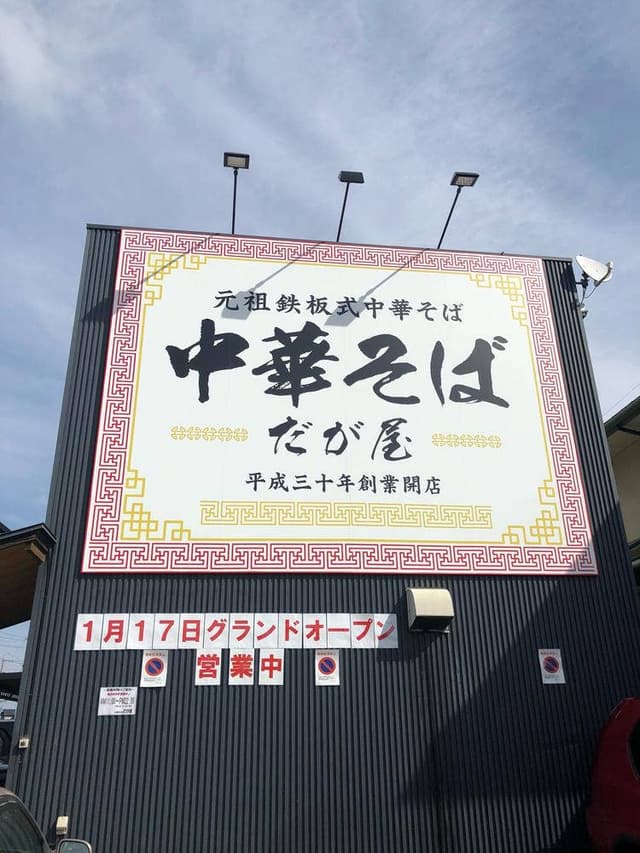 元祖鉄板式中華そば
中華そば
だが屋
平成三十年創業開店
1月17日グランドオープン
営業中